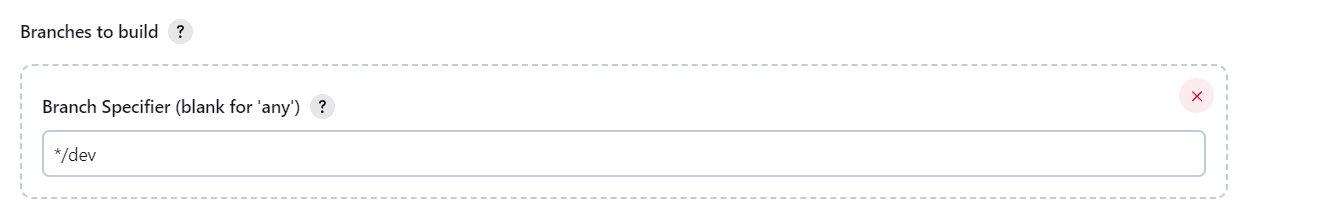 Branches to build ?
Branch Specifier (blank for 'any') ?
*/dev